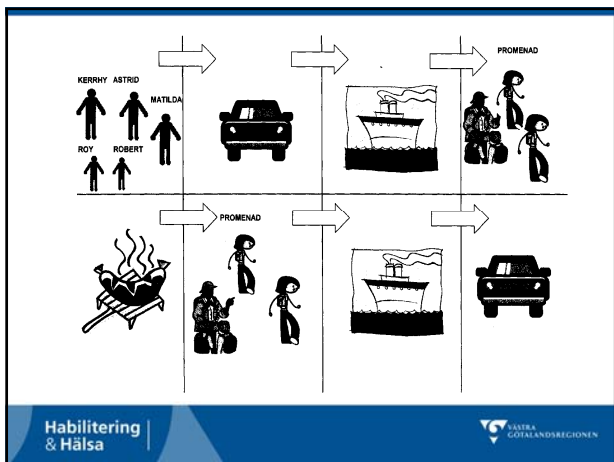 PROMENAD
KERRHY ASTRID
MATILDA
ROY ROBERT
PROMENAD
Habilitering
& Hälsa
VÄSTRA
GÖTALANDSREGIONEN